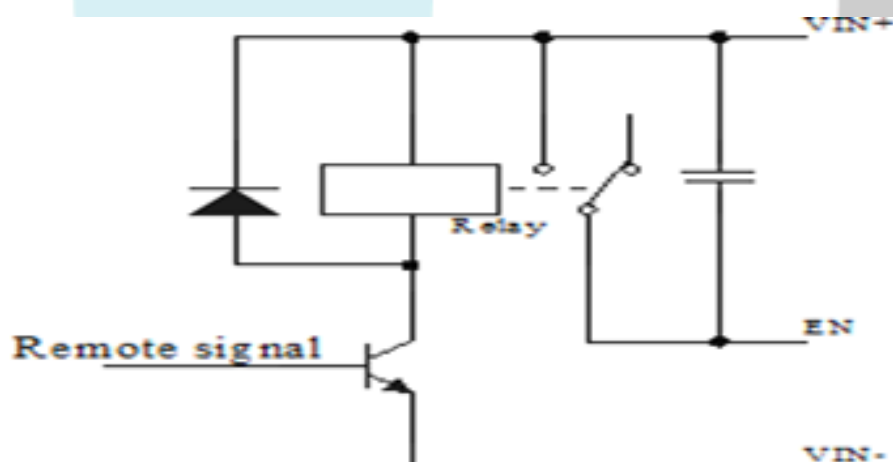 VIN+
Relay
EN
Remote signal
VIN-